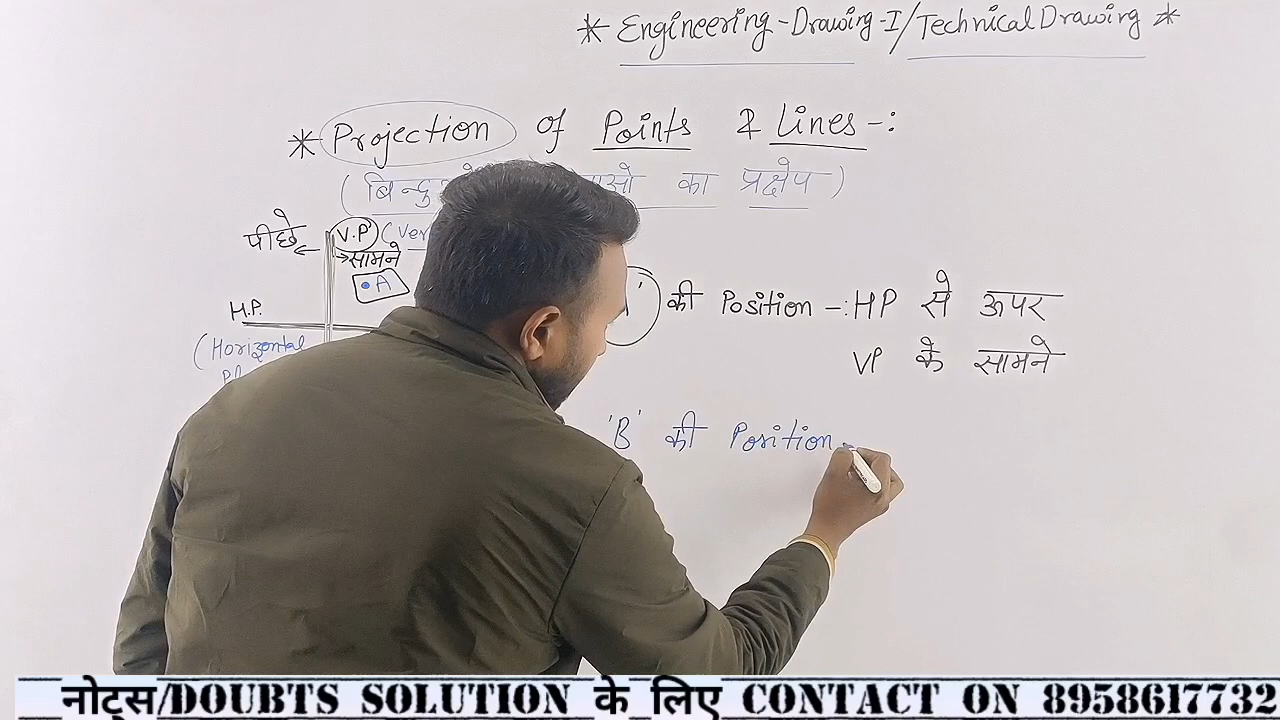 * Engineering-Drawing-I/Technical Drawing *
* Projection of Points & Lines-:
( का प्रक्षेप )
पीछे ← V.P (Ver
→ सामने
• A
' की Position -: HP से ऊपर
H.P.
(Horizontal
VP के सामने
'B' की Position
नोट्स/DOUBTS SOLUTION के लिए CONTACT ON 8958617732